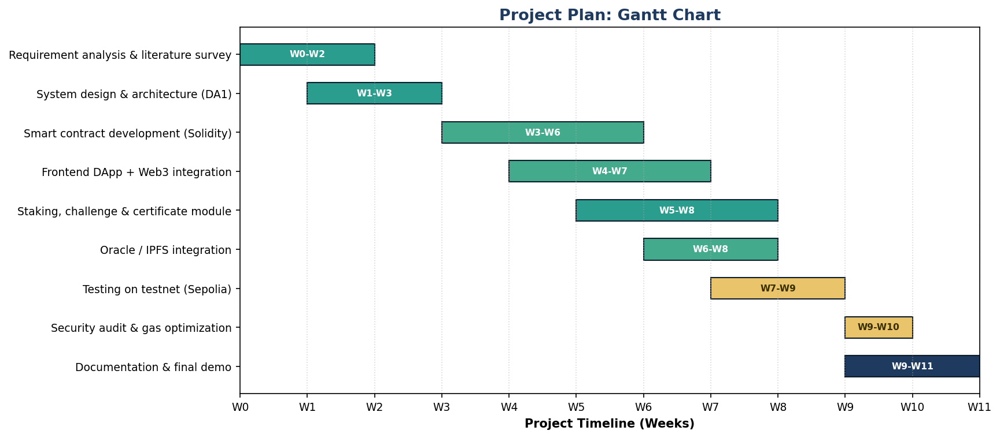 Project Plan: Gantt Chart
Requirement analysis & literature survey
W0-W2
System design & architecture (DA1)
W1-W3
Smart contract development (Solidity)
W3-W6
Frontend DApp + Web3 integration
W4-W7
Staking, challenge & certificate module
W5-W8
Oracle / IPFS integration
W6-W8
Testing on testnet (Sepolia)
W7-W9
Security audit & gas optimization
W9-W10
Documentation & final demo
W9-W11
W0 W1 W2 W3 W4 W5 W6 W7 W8 W9 W10 W11
Project Timeline (Weeks)